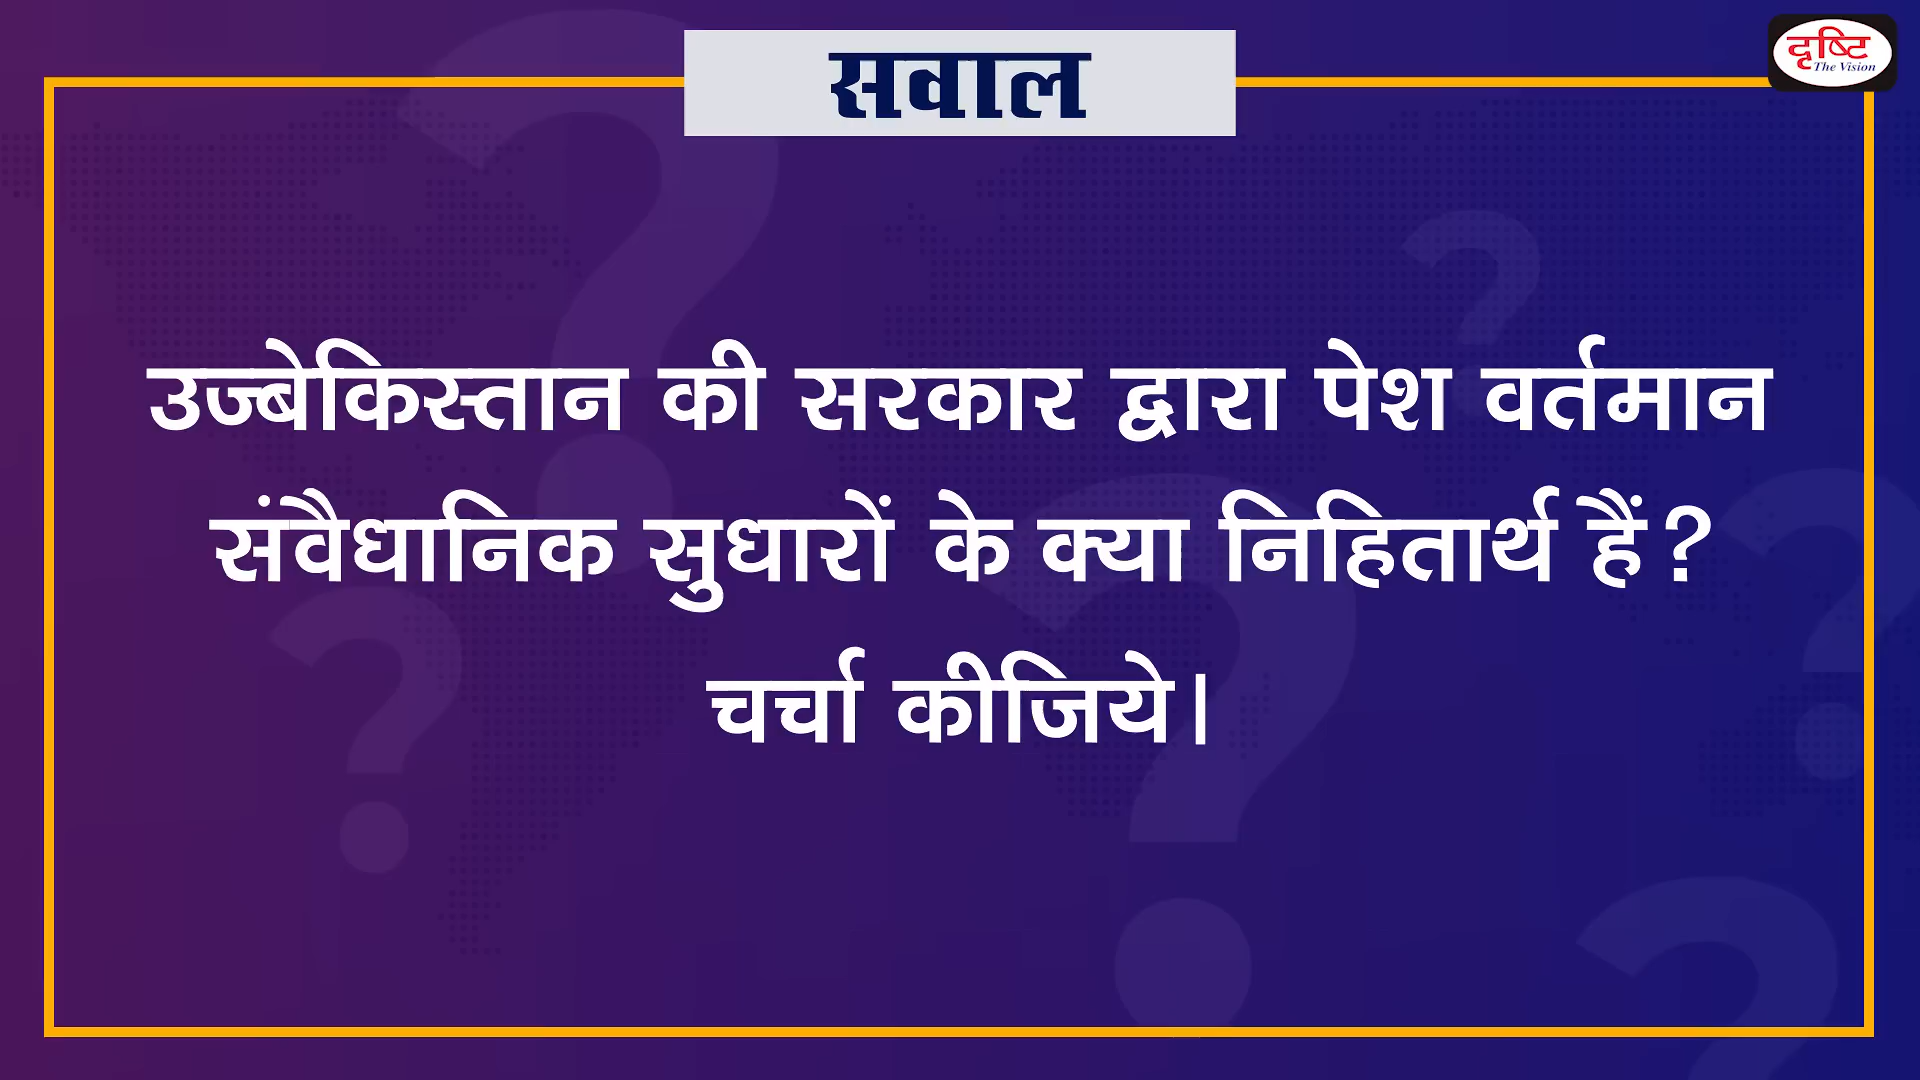 सवाल
दृष्टि
The Vision
उज्बेकिस्तान की सरकार द्वारा पेश वर्तमान
संवैधानिक सुधारों के क्या निहितार्थ हैं?
चर्चा कीजिये।